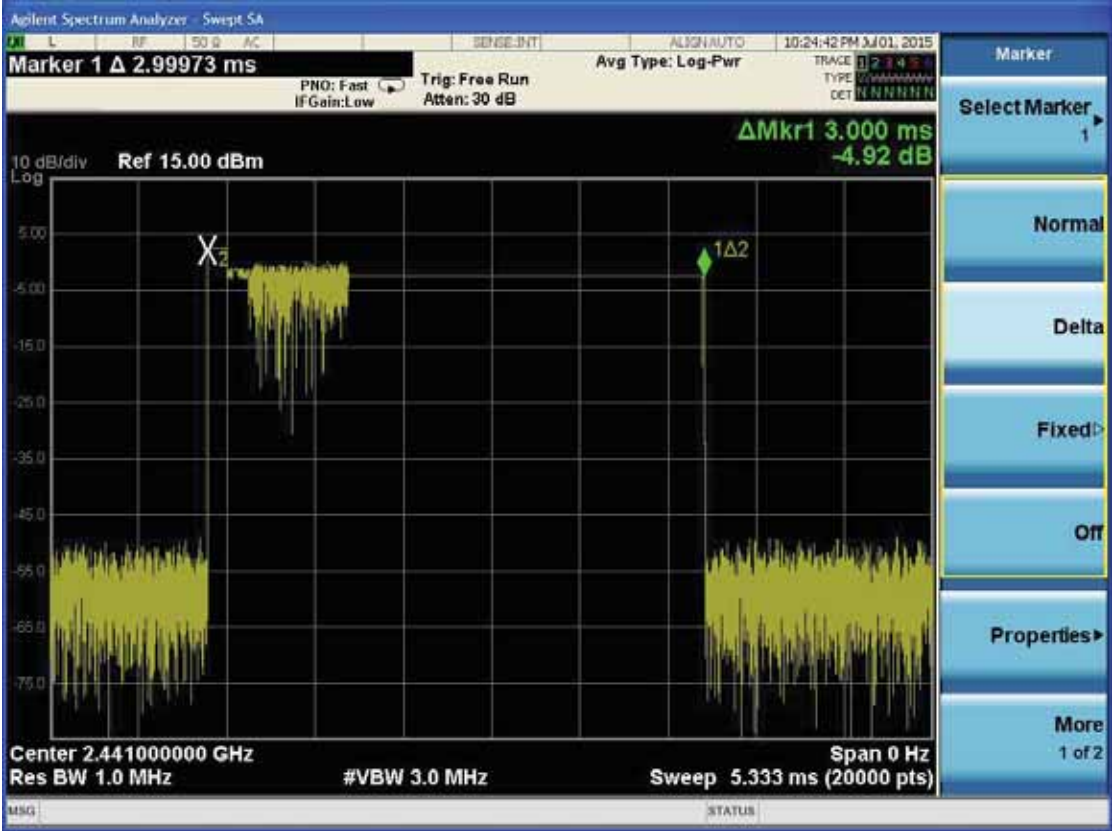 Agilent Spectrum Analyzer - Swept SA
L RF 50 Ω AC SENSE:INT ALIGNAUTO 10:24:42 PM Jul 01, 2015
Marker 1 Δ 2.99973 ms
PNO: Fast
IFGain:Low
Trig: Free Run
Atten: 30 dB
Avg Type: Log-Pwr
TRACE 1 2 3 4 5 6
TYPE
DET N N N N N N
ΔMkr1 3.000 ms
-4.92 dB
10 dB/div Ref 15.00 dBm
Log
5.00
-5.00
-15.0
-25.0
-35.0
-45.0
-55.0
-65.0
-75.0
X2
1Δ2
Center 2.441000000 GHz Span 0 Hz
Res BW 1.0 MHz #VBW 3.0 MHz Sweep 5.333 ms (20000 pts)
MSG STATUS
Marker
Select Marker
1
Normal
Delta
Fixed
Off
Properties
More
1 of 2